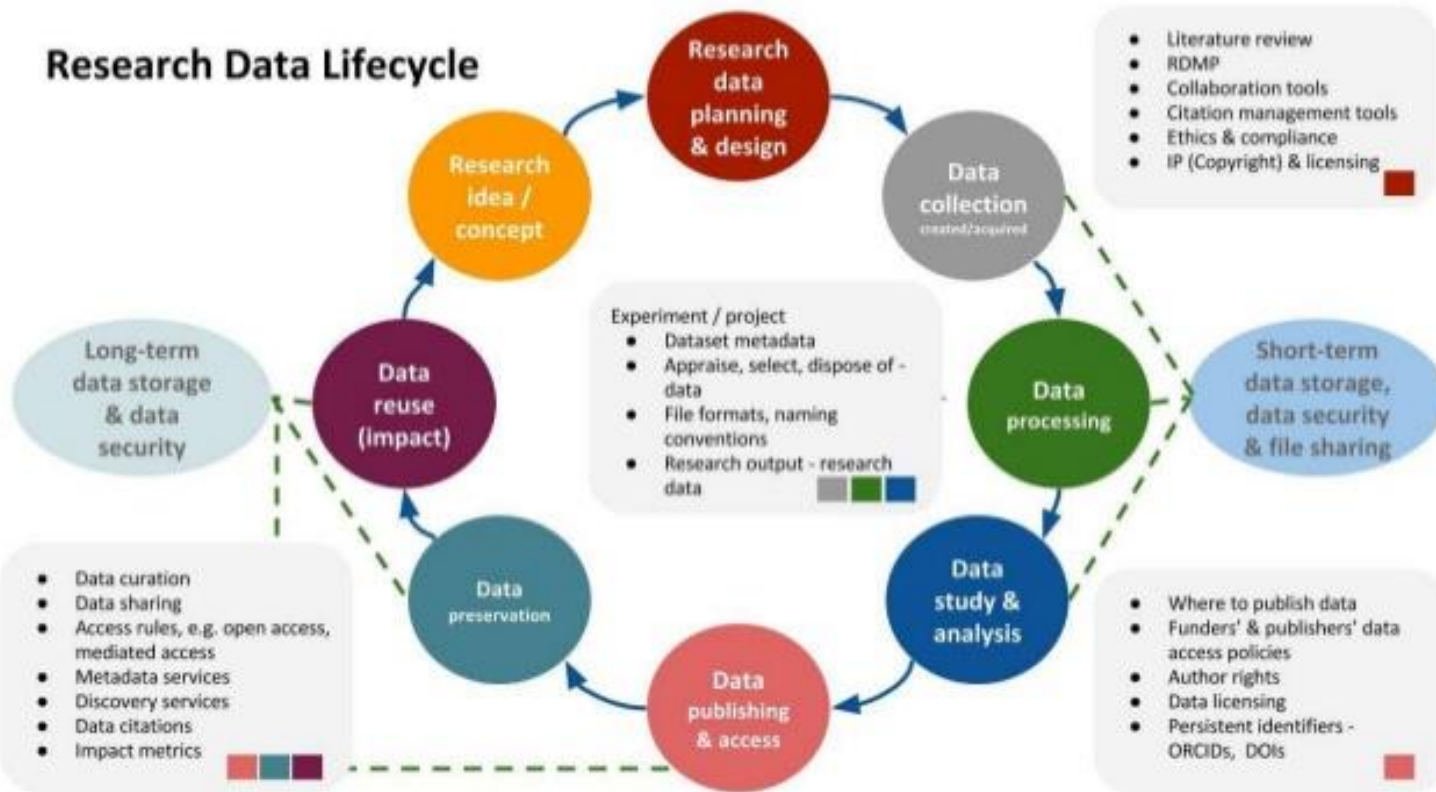 Research Data Lifecycle
Research
data
planning
& design
● Literature review
● RDMP
● Collaboration tools
● Citation management tools
● Ethics & compliance
● IP (Copyright) & licensing
Research
idea /
concept
Data
collection
created/acquired
Experiment / project
● Dataset metadata
● Appraise, select, dispose of -
data
● File formats, naming
conventions
● Research output - research
data
Long-term
data storage
& data
security
Data
reuse
(impact)
Data
processing
Short-term
data storage,
data security
& file sharing
Data
preservation
Data
study &
analysis
Data
publishing
& access
● Data curation
● Data sharing
● Access rules, e.g. open access,
mediated access
● Metadata services
● Discovery services
● Data citations
● Impact metrics
● Where to publish data
● Funders' & publishers' data
access policies
● Author rights
● Data licensing
● Persistent identifiers -
ORCIDs, DOIs